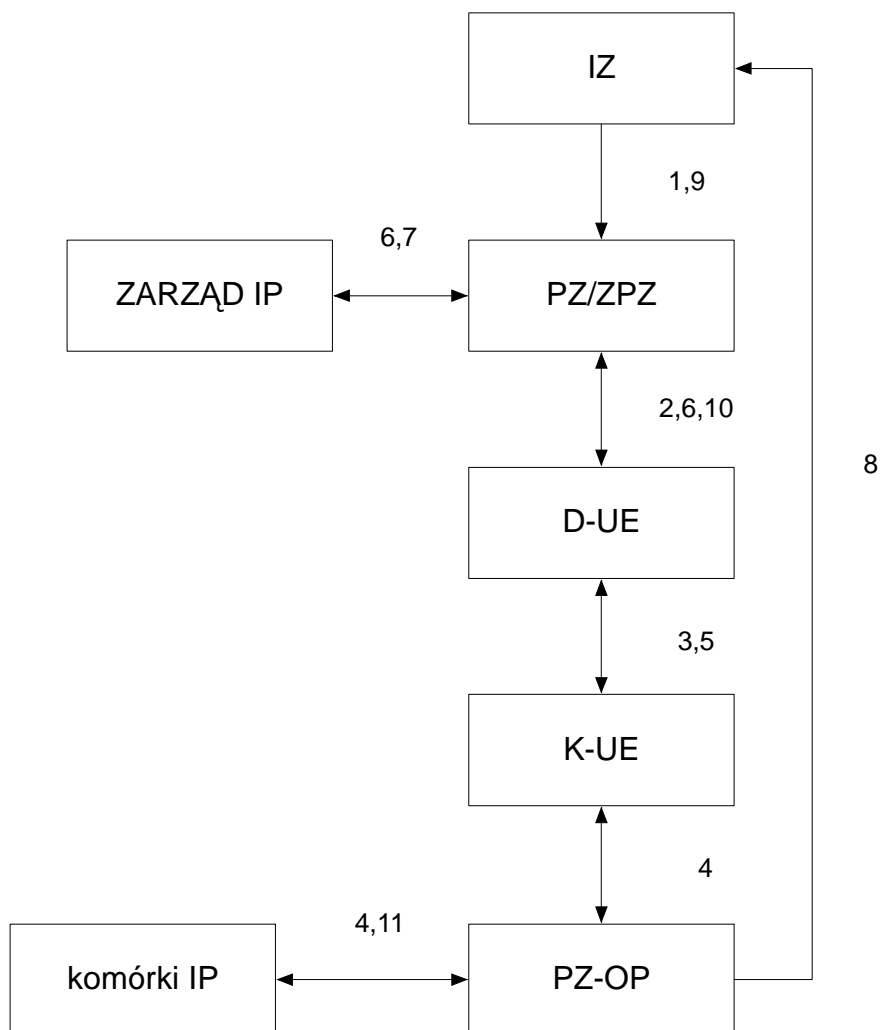 IZ
1,9
6,7
ZARZĄD IP
PZ/ZPZ
2,6,10
8
D-UE
3,5
K-UE
4
4,11
komórki IP
PZ-OP